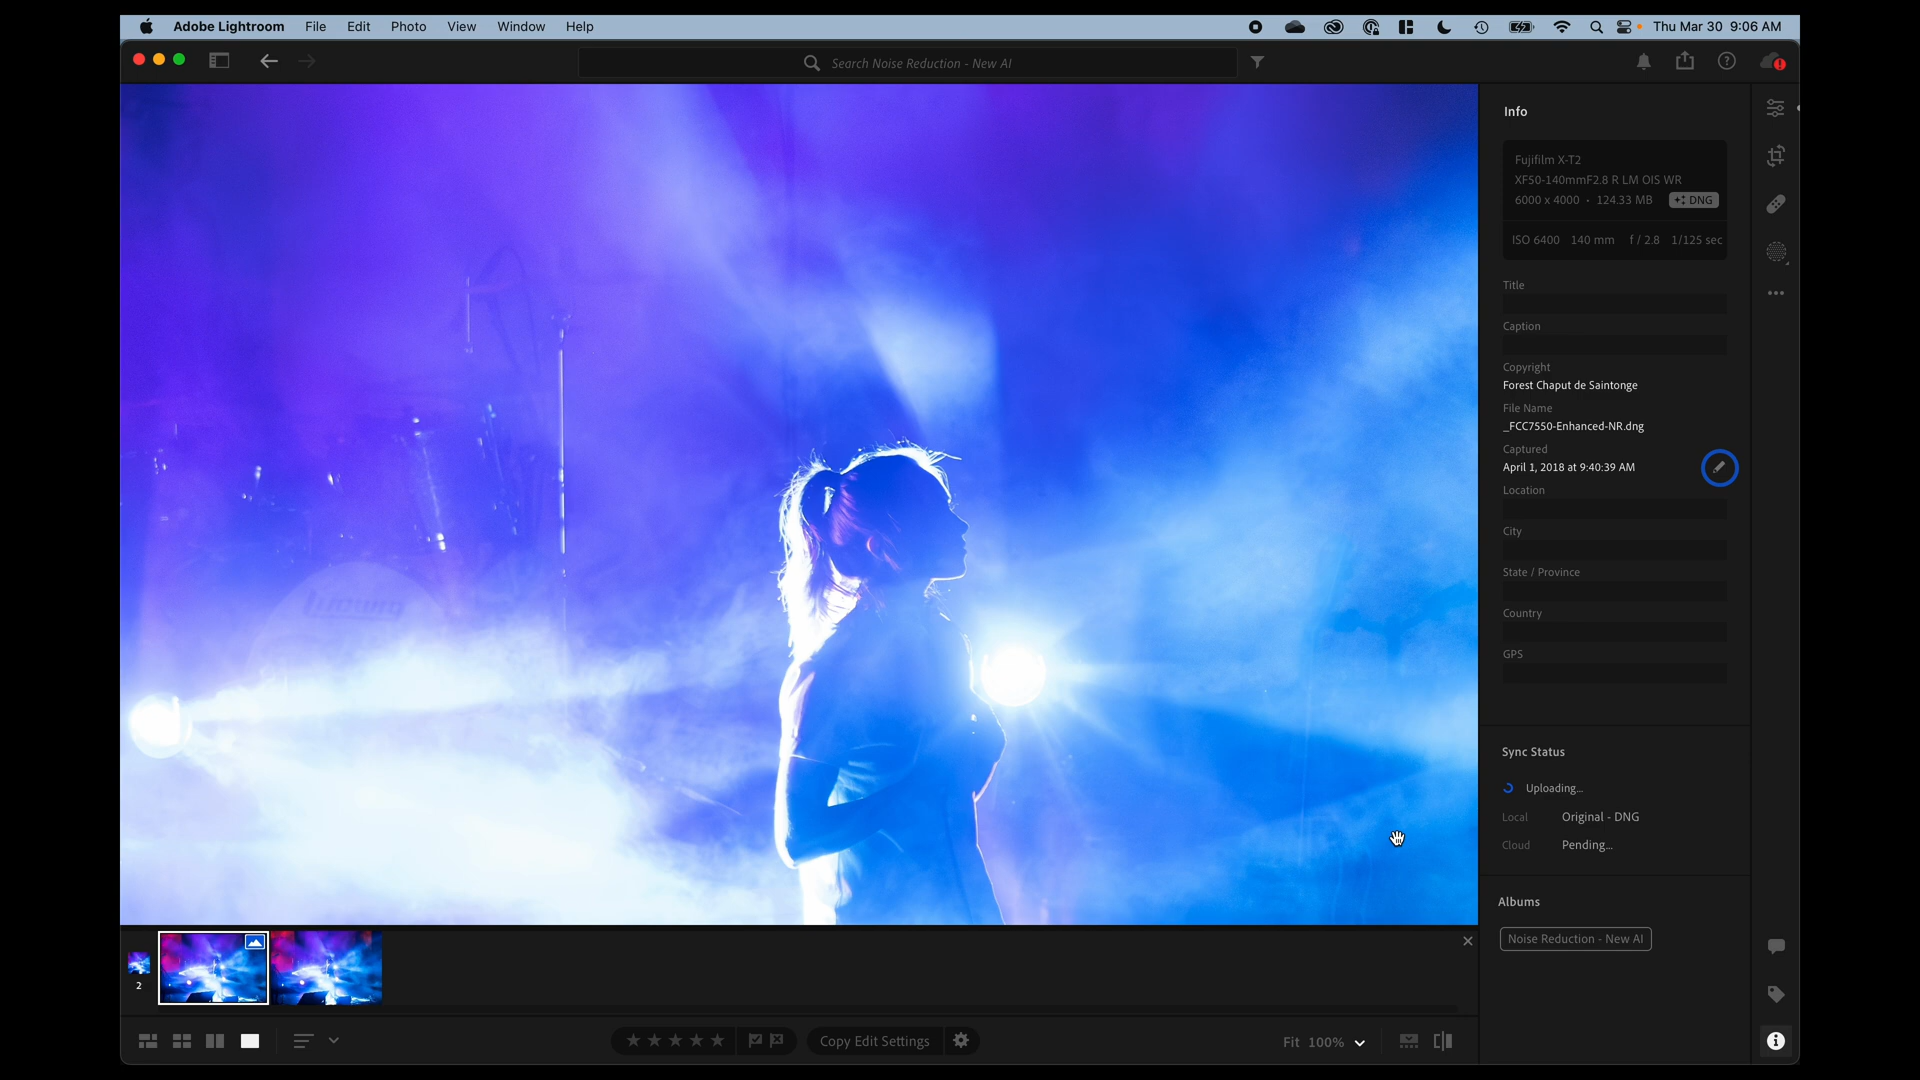 Adobe Lightroom File Edit Photo View Window Help Thu Mar 30 9:06 AM
Search Noise Reduction - New AI
Info
Fujifilm X-T2
XF50-140mmF2.8 R LM OIS WR
6000 x 4000 • 124.33 MB DNG
ISO 6400 140 mm f / 2.8 1/125 sec
Title
Caption
Copyright
Forest Chaput de Saintonge
File Name
_FCC7550-Enhanced-NR.dng
Captured
April 1, 2018 at 9:40:39 AM
Location
City
State / Province
Country
GPS
Ludwig
Sync Status
Uploading...
Local Original - DNG
Cloud Pending...
Albums
Noise Reduction - New AI
2
Copy Edit Settings
Fit 100%